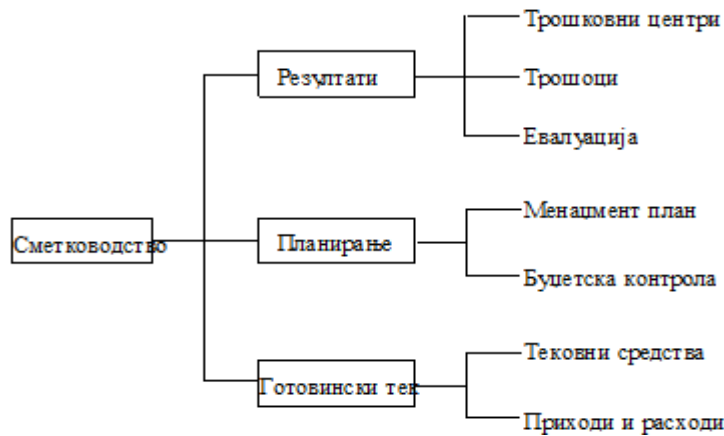 Трошковни центри
Резултати
Трошоци
Евалуација
Сметководство
Планирање
Менаџмент план
Буџетска контрола
Готовински тек
Тековни средства
Приходи и расходи